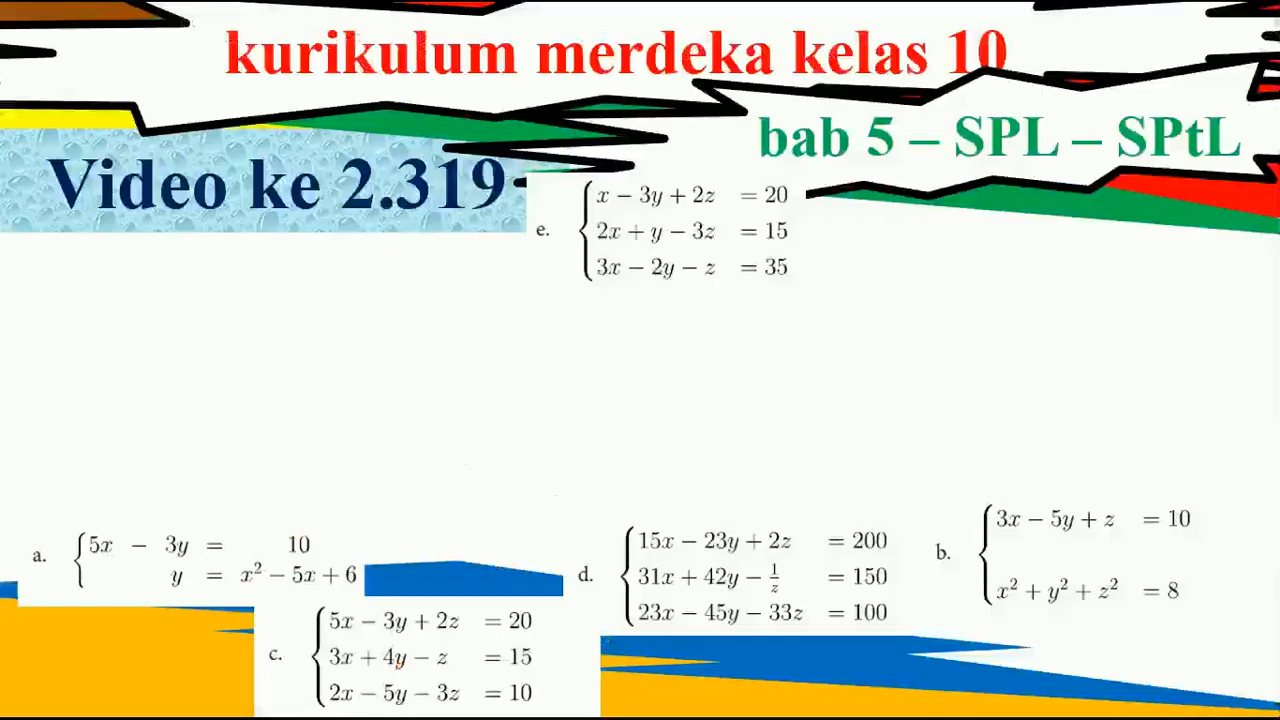 kurikulum merdeka kelas 10
bab 5 – SPL – SPtL
Video ke 2.319
e.
x − 3y + 2z = 20
2x + y − 3z = 15
3x − 2y − z = 35
a.
5x − 3y = 10
y = x² − 5x + 6
c.
5x − 3y + 2z = 20
3x + 4y − z = 15
2x − 5y − 3z = 10
d.
15x − 23y + 2z = 200
31x + 42y − 1/z = 150
23x − 45y − 33z = 100
b.
3x − 5y + z = 10
x² + y² + z² = 8